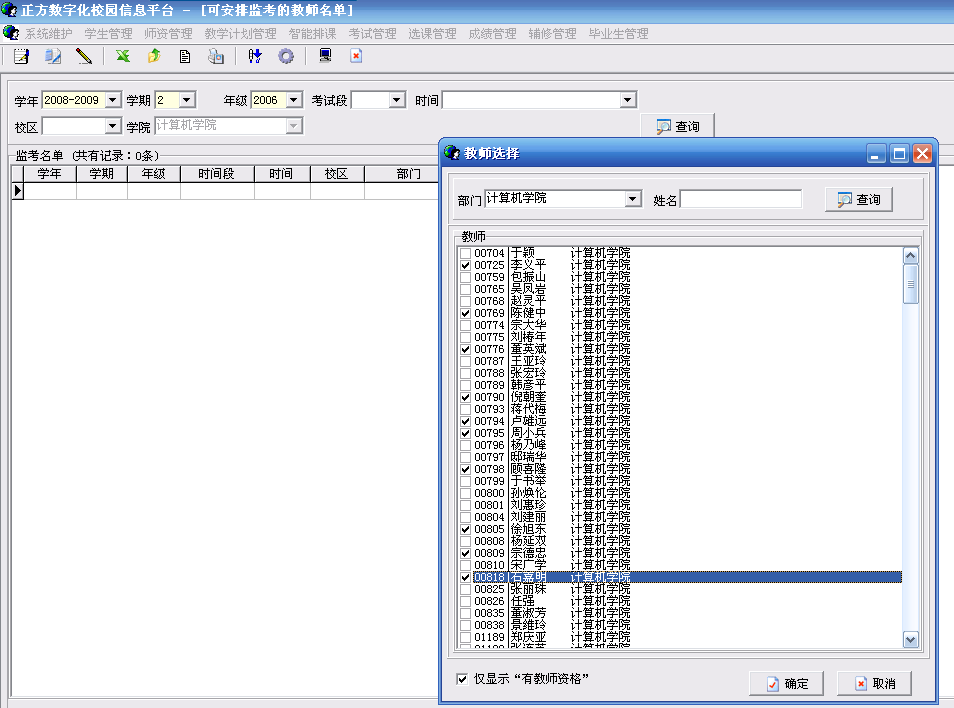 正方数字化校园信息平台 - [可安排监考的教师名单]
系统维护 学生管理 师资管理 教学计划管理 智能排课 考试管理 选课管理 成绩管理 辅修管理 毕业生管理
学年 2008-2009 学期 2 年级 2006 考试段 时间
校区 学院 计算机学院 查询
监考名单 (共有记录:0条)
学年 学期 年级 时间段 时间 校区 部门
教师选择
部门 计算机学院 姓名 查询
教师
00704 于颖 计算机学院
00725 李义平 计算机学院
00759 包振山 计算机学院
00765 吴凤岩 计算机学院
00768 赵灵平 计算机学院
00769 陈健中 计算机学院
00774 宗大华 计算机学院
00775 刘椿年 计算机学院
00776 董英斌 计算机学院
00787 王亚玲 计算机学院
00788 张宏玲 计算机学院
00789 韩彦平 计算机学院
00790 倪朝奎 计算机学院
00793 蒋代梅 计算机学院
00794 卢雄远 计算机学院
00795 周小兵 计算机学院
00796 杨乃峰 计算机学院
00797 邸瑞华 计算机学院
00798 顾喜隆 计算机学院
00799 于书举 计算机学院
00800 孙焕伦 计算机学院
00801 刘惠珍 计算机学院
00804 刘建丽 计算机学院
00805 徐旭东 计算机学院
00808 杨延双 计算机学院
00809 宗德忠 计算机学院
00810 宋广学 计算机学院
00818 石嘉明 计算机学院
00825 张丽珠 计算机学院
00826 任强 计算机学院
00835 董淑芳 计算机学院
00838 景维玲 计算机学院
01189 郑庆亚 计算机学院
仅显示“有教师资格”
确定 取消